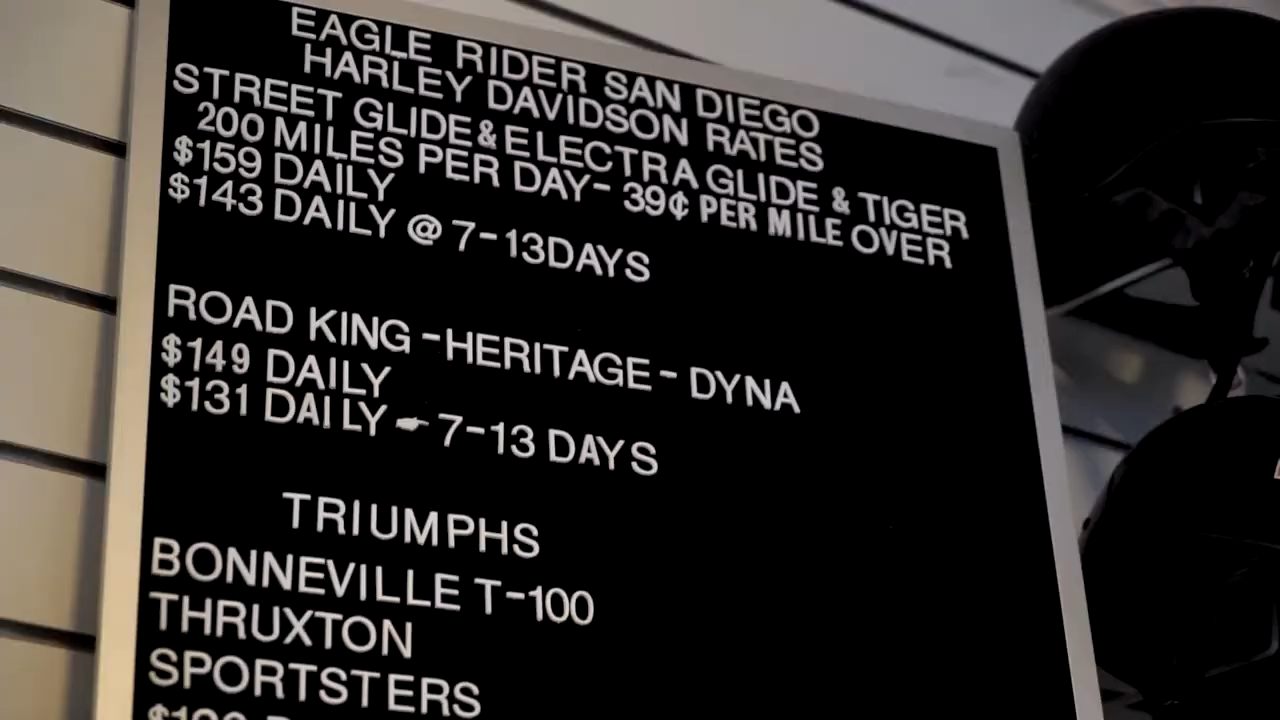 EAGLE RIDER SAN DIEGO
HARLEY DAVIDSON RATES
STREET GLIDE & ELECTRA GLIDE & TIGER
200 MILES PER DAY- 39¢ PER MILE OVER
$159 DAILY
$143 DAILY @ 7-13DAYS
ROAD KING -HERITAGE- DYNA
$149 DAILY
$131 DAILY ☛ 7-13 DAYS
TRIUMPHS
BONNEVILLE T-100
THRUXTON
SPORTSTERS